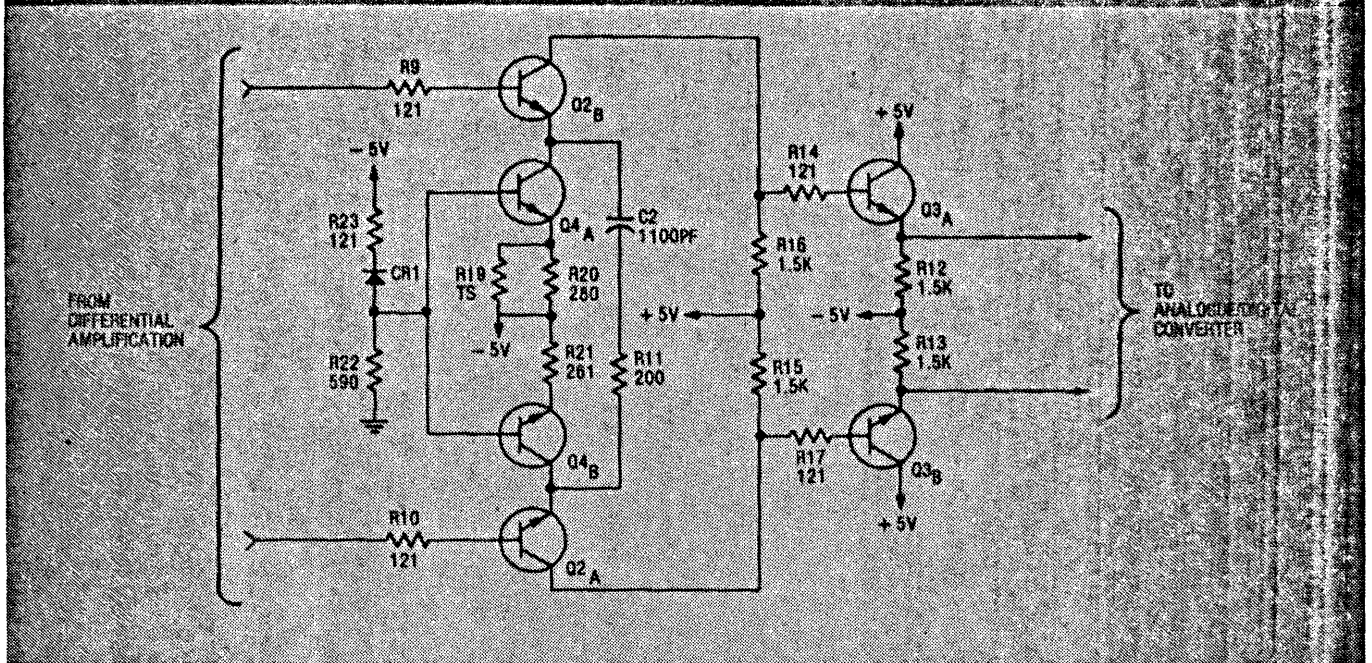 R9
121
Q2B
- 5V
R23
121
CR1
R22
590
Q4A
R19
TS
R20
280
- 5V
R21
261
Q4B
C2
1100PF
R11
200
R10
121
Q2A
+ 5V
R14
121
Q3A
R16
1.5K
+ 5V
R15
1.5K
R17
121
- 5V
R12
1.5K
R13
1.5K
Q3B
+ 5V
FROM
DIFFERENTIAL
AMPLIFICATION
TO
ANALOGUE/DIGITAL
CONVERTER